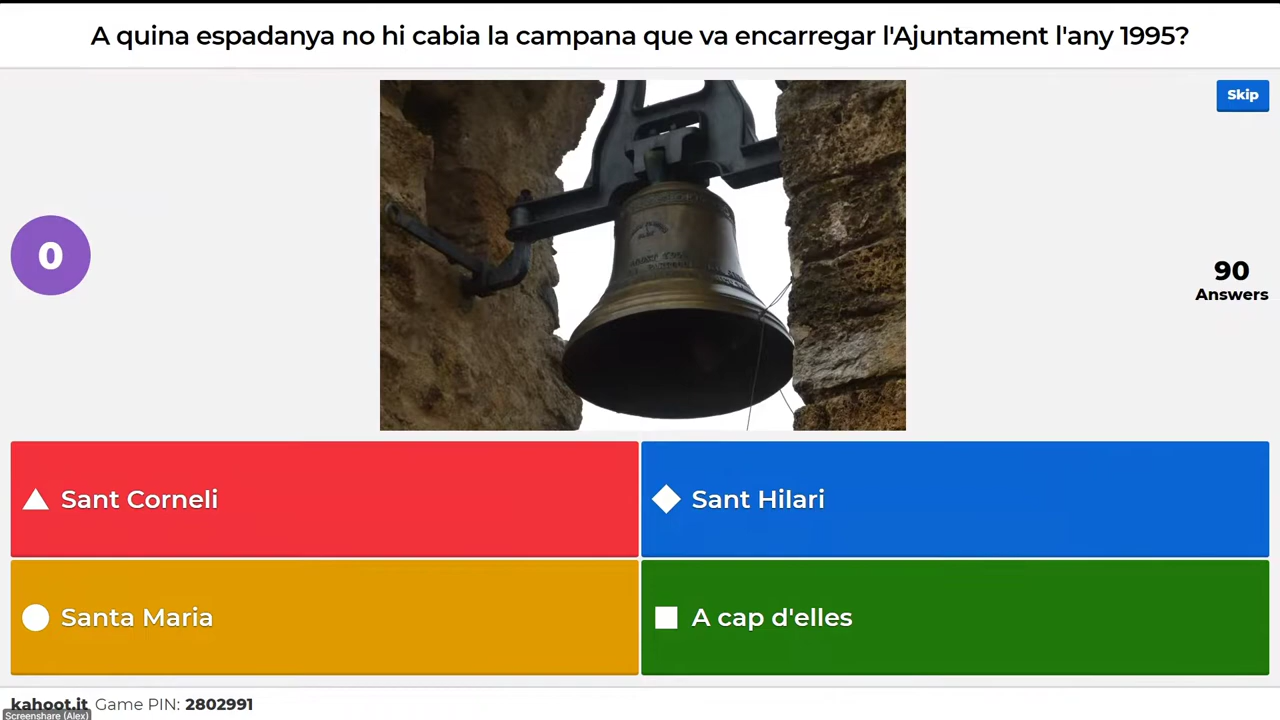 A quina espadanya no hi cabia la campana que va encarregar l'Ajuntament l'any 1995?
Skip
0
90
Answers
Sant Corneli
Sant Hilari
Santa Maria
A cap d'elles
kahoot.it Game PIN: 2802991
Screenshare (Alex)